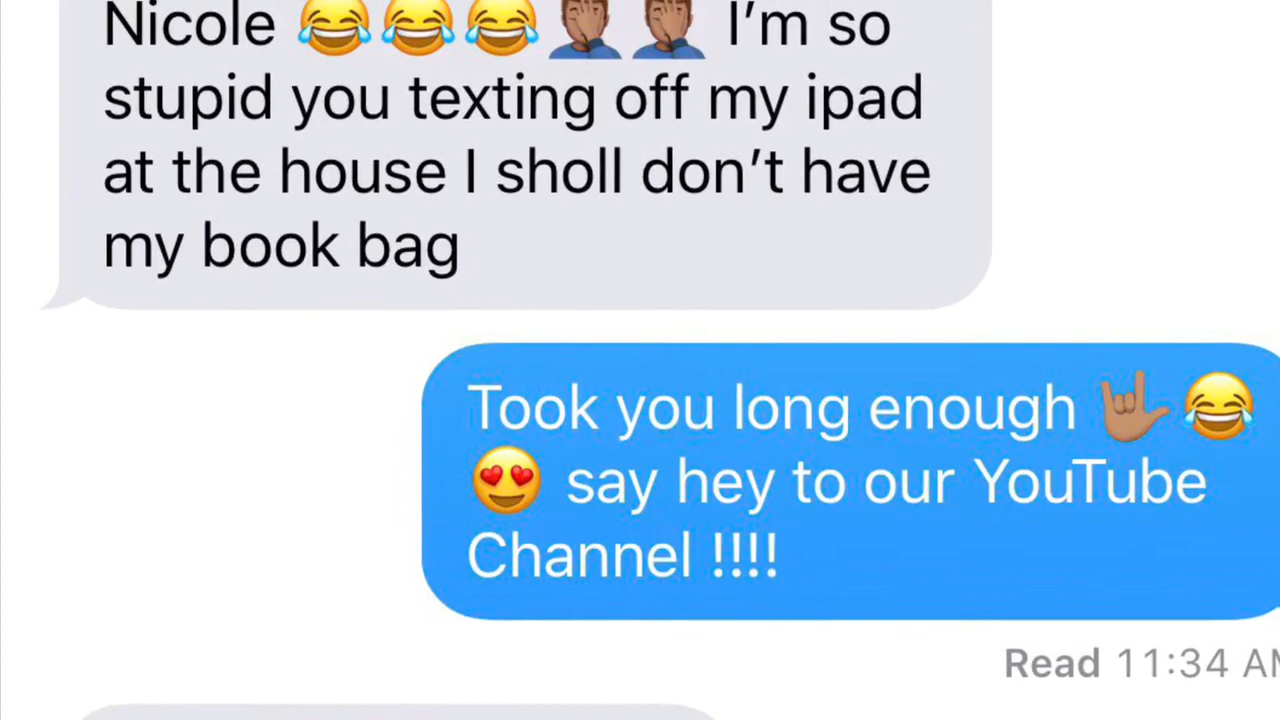 Nicole 😂😂😂🤦🏽‍♂️🤦🏽‍♂️ I’m so
stupid you texting off my ipad
at the house I sholl don’t have
my book bag
Took you long enough 🤟🏽😂
😍 say hey to our YouTube
Channel !!!!
Read 11:34 AM